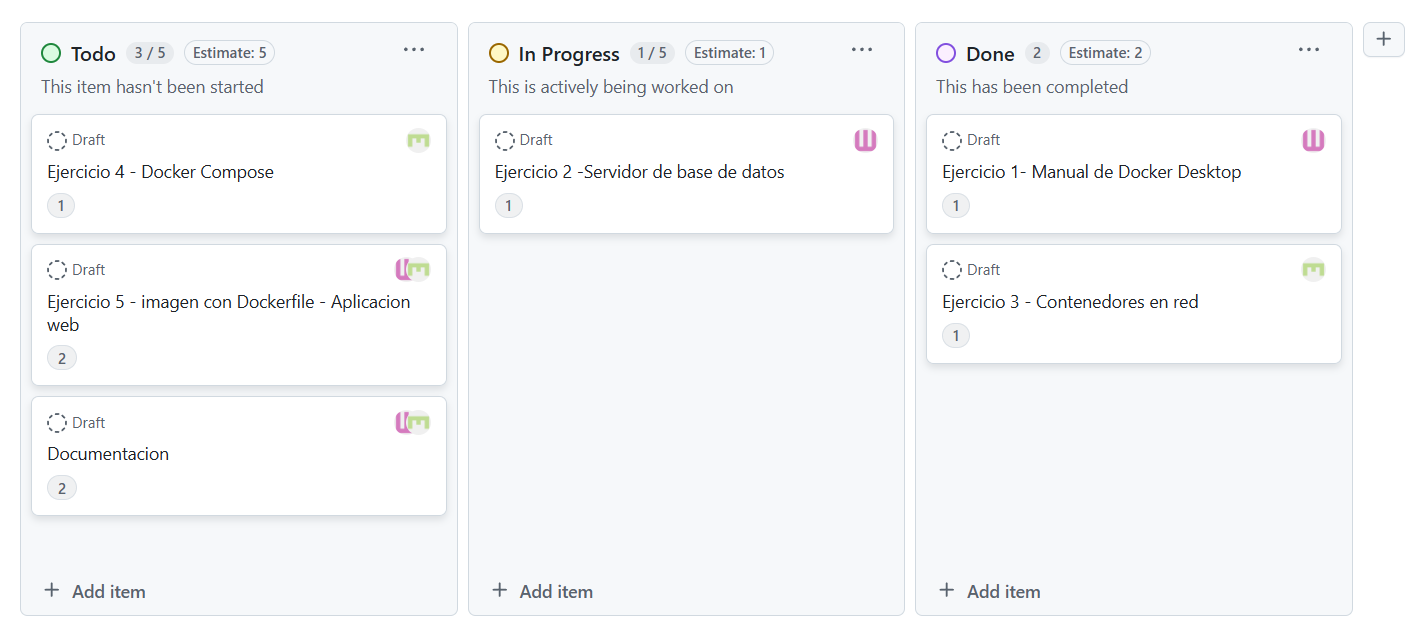 Todo 3 / 5 Estimate: 5
This item hasn't been started
Draft
Ejercicio 4 - Docker Compose
1
Draft
Ejercicio 5 - imagen con Dockerfile - Aplicacion
web
2
Draft
Documentacion
2
Add item
In Progress 1 / 5 Estimate: 1
This is actively being worked on
Draft
Ejercicio 2 -Servidor de base de datos
1
Add item
Done 2 Estimate: 2
This has been completed
Draft
Ejercicio 1- Manual de Docker Desktop
1
Draft
Ejercicio 3 - Contenedores en red
1
Add item